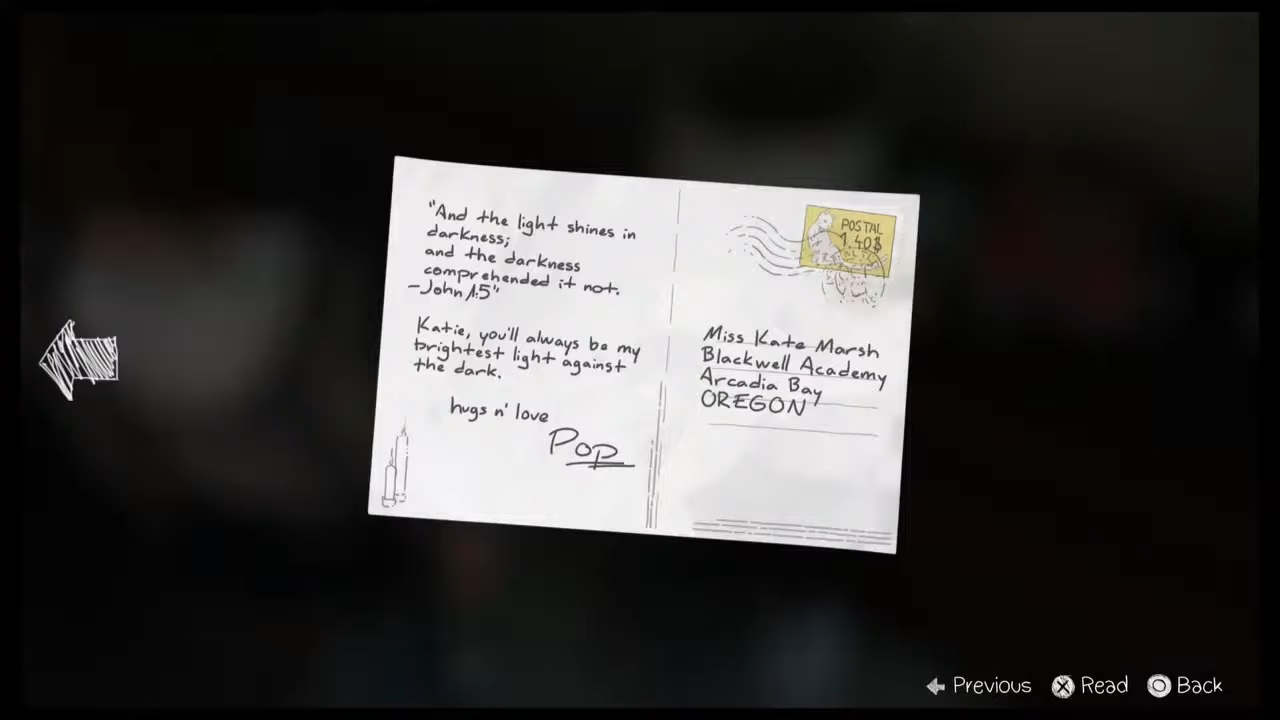 "And the light shines in
darkness;
and the darkness
comprehended it not.
-John 1:5"
Katie, you'll always be my
brightest light against
the dark.
hugs n' love
Pop
POSTAL
1.40$
Miss Kate Marsh
Blackwell Academy
Arcadia Bay
OREGON
Previous
Read
Back